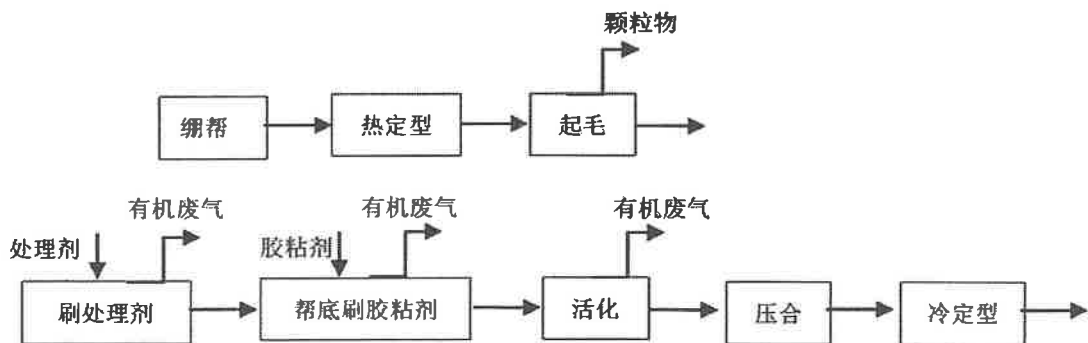 颗粒物
绷帮
热定型
起毛
有机废气
有机废气
有机废气
处理剂
胶粘剂
刷处理剂
帮底刷胶粘剂
活化
压合
冷定型